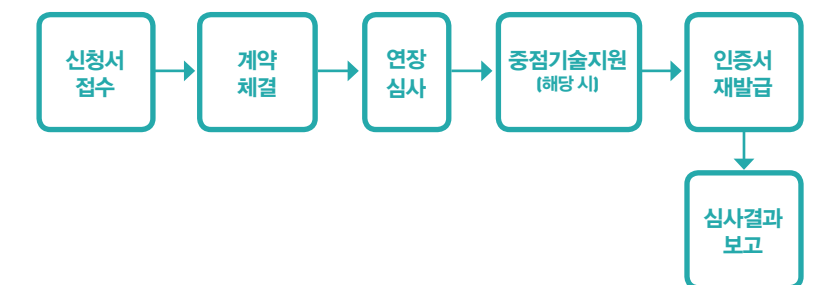 신청서
접수
계약
체결
연장
심사
중점기술지원
(해당 시)
인증서
재발급
심사결과
보고